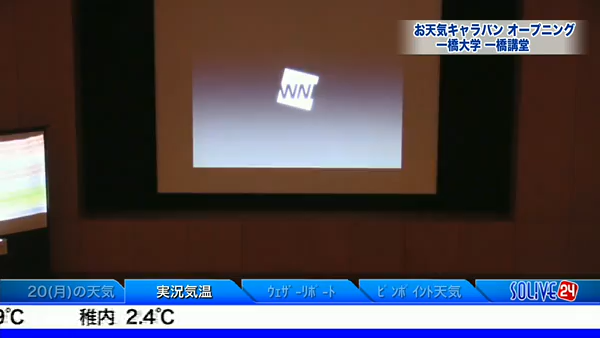 お天気キャラバン オープニング
一橋大学 一橋講堂
WNI
20(月)の天気 実況気温 ｳｪｻﾞｰﾘﾎﾟｰﾄ ﾋﾟﾝﾎﾟｲﾝﾄ天気 SOLiVE24
9℃ 稚内 2.4℃